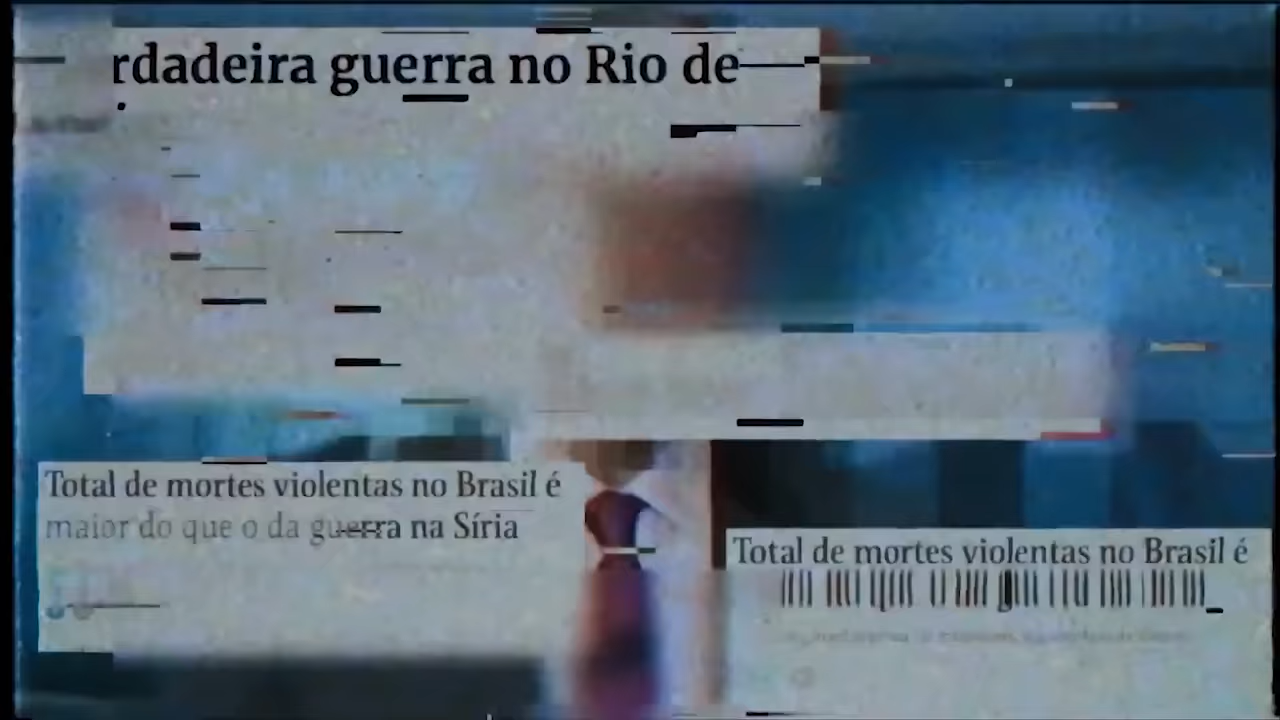 rdadeira guerra no Rio de
Total de mortes violentas no Brasil é
maior do que o da guerra na Síria
Total de mortes violentas no Brasil é